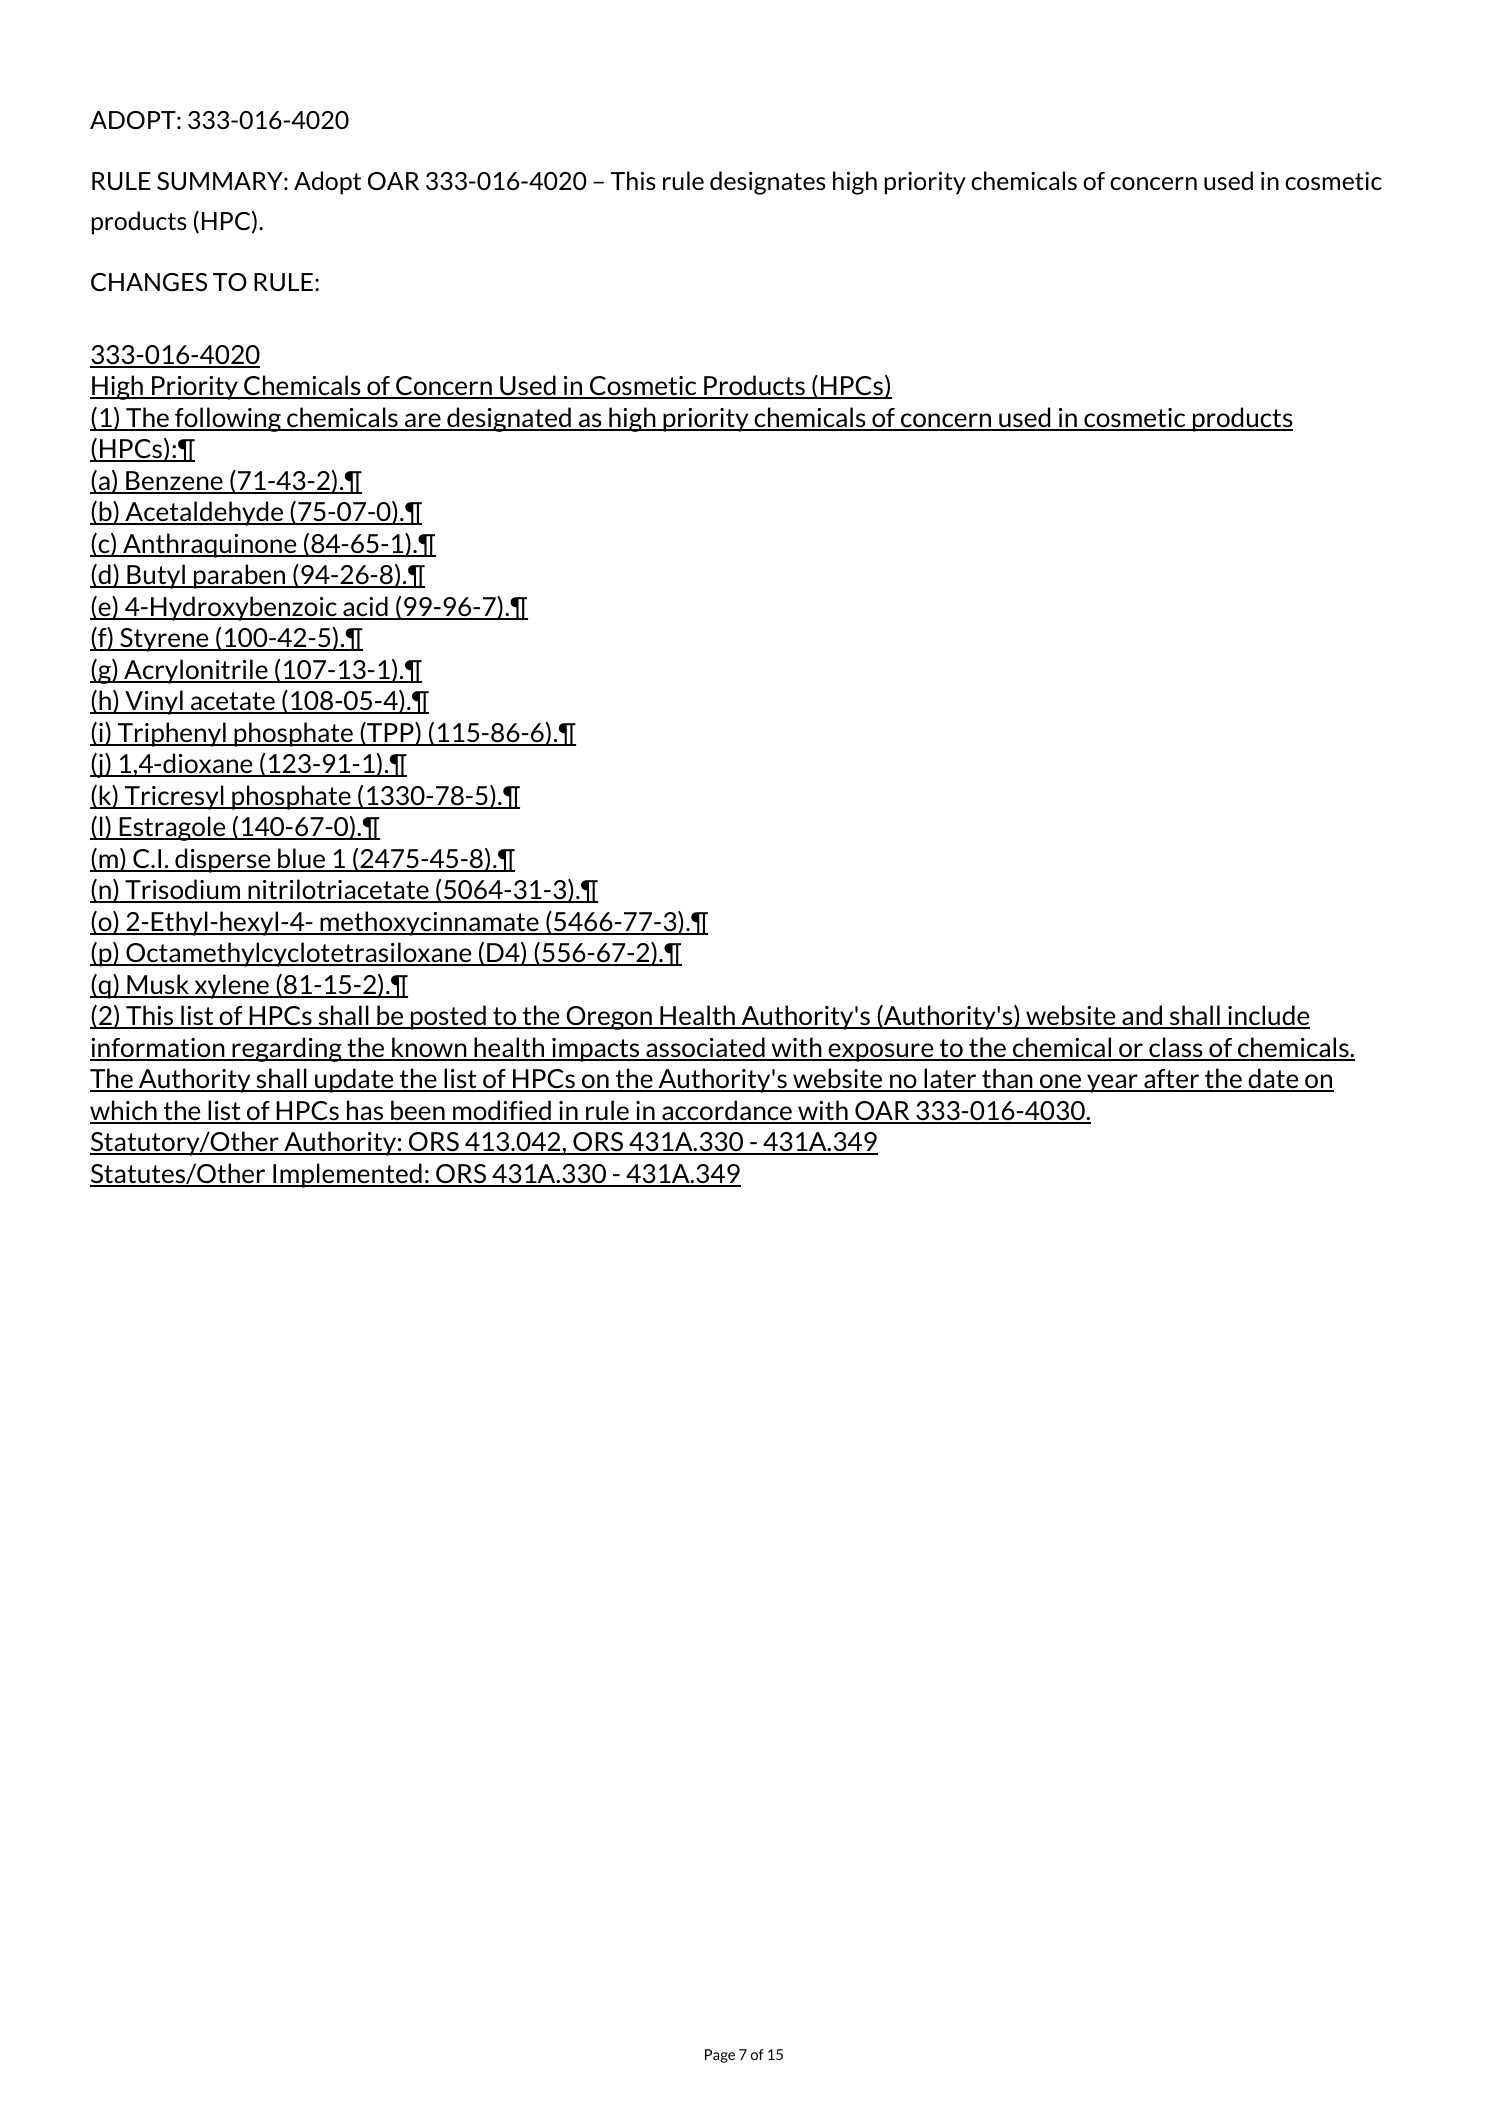 ADOPT: 333-016-4020
RULE SUMMARY: Adopt OAR 333-016-4020 – This rule designates high priority chemicals of concern used in cosmetic
products (HPC).
CHANGES TO RULE:
333-016-4020
High Priority Chemicals of Concern Used in Cosmetic Products (HPCs)
(1) The following chemicals are designated as high priority chemicals of concern used in cosmetic products
(HPCs):¶
(a) Benzene (71-43-2).¶
(b) Acetaldehyde (75-07-0).¶
(c) Anthraquinone (84-65-1).¶
(d) Butyl paraben (94-26-8).¶
(e) 4-Hydroxybenzoic acid (99-96-7).¶
(f) Styrene (100-42-5).¶
(g) Acrylonitrile (107-13-1).¶
(h) Vinyl acetate (108-05-4).¶
(i) Triphenyl phosphate (TPP) (115-86-6).¶
(j) 1,4-dioxane (123-91-1).¶
(k) Tricresyl phosphate (1330-78-5).¶
(l) Estragole (140-67-0).¶
(m) C.I. disperse blue 1 (2475-45-8).¶
(n) Trisodium nitrilotriacetate (5064-31-3).¶
(o) 2-Ethyl-hexyl-4- methoxycinnamate (5466-77-3).¶
(p) Octamethylcyclotetrasiloxane (D4) (556-67-2).¶
(q) Musk xylene (81-15-2).¶
(2) This list of HPCs shall be posted to the Oregon Health Authority's (Authority's) website and shall include
information regarding the known health impacts associated with exposure to the chemical or class of chemicals.
The Authority shall update the list of HPCs on the Authority's website no later than one year after the date on
which the list of HPCs has been modified in rule in accordance with OAR 333-016-4030.
Statutory/Other Authority: ORS 413.042, ORS 431A.330 - 431A.349
Statutes/Other Implemented: ORS 431A.330 - 431A.349
Page 7 of 15